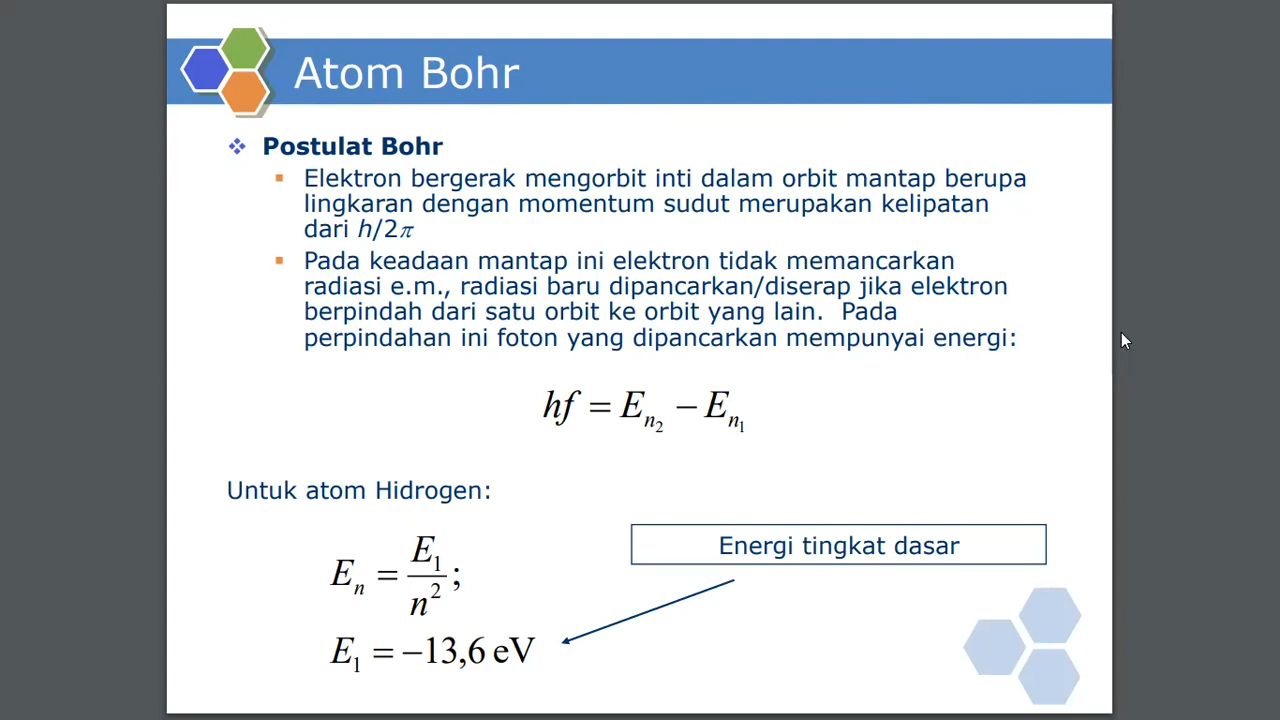 Atom Bohr
❖ Postulat Bohr
▪ Elektron bergerak mengorbit inti dalam orbit mantap berupa
lingkaran dengan momentum sudut merupakan kelipatan
dari h/2π
▪ Pada keadaan mantap ini elektron tidak memancarkan
radiasi e.m., radiasi baru dipancarkan/diserap jika elektron
berpindah dari satu orbit ke orbit yang lain. Pada
perpindahan ini foton yang dipancarkan mempunyai energi:
hf = E_{n_2} − E_{n_1}
Untuk atom Hidrogen:
E_n = E_1/n^2 ;
Energi tingkat dasar
E_1 = −13,6 eV